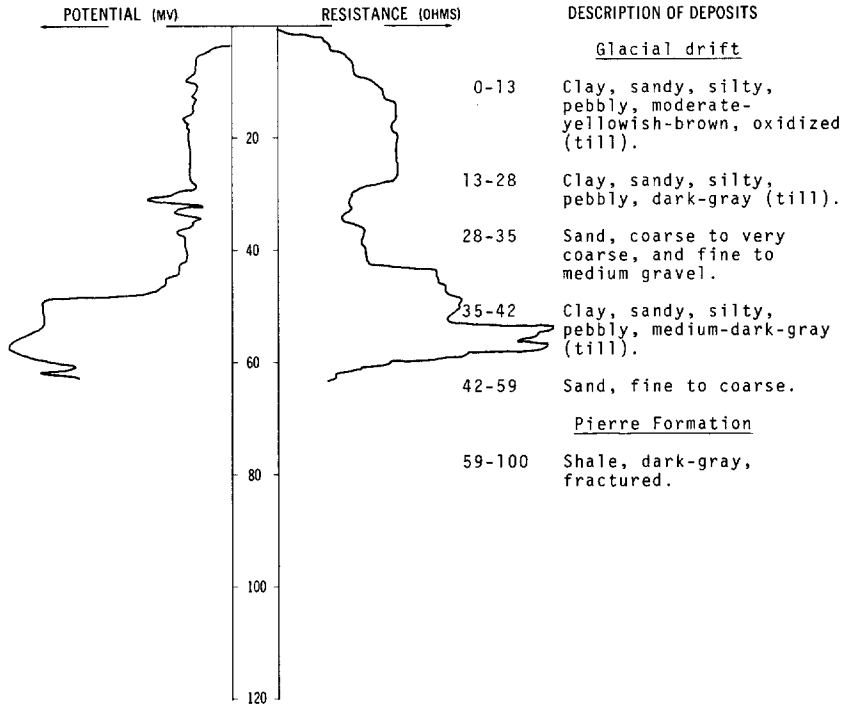 POTENTIAL (MV)
RESISTANCE (OHMS)
DESCRIPTION OF DEPOSITS
Glacial drift
0-13 Clay, sandy, silty,
pebbly, moderate-
yellowish-brown, oxidized
(till).
13-28 Clay, sandy, silty,
pebbly, dark-gray (till).
28-35 Sand, coarse to very
coarse, and fine to
medium gravel.
35-42 Clay, sandy, silty,
pebbly, medium-dark-gray
(till).
42-59 Sand, fine to coarse.
Pierre Formation
59-100 Shale, dark-gray,
fractured.
20
40
60
80
100
120